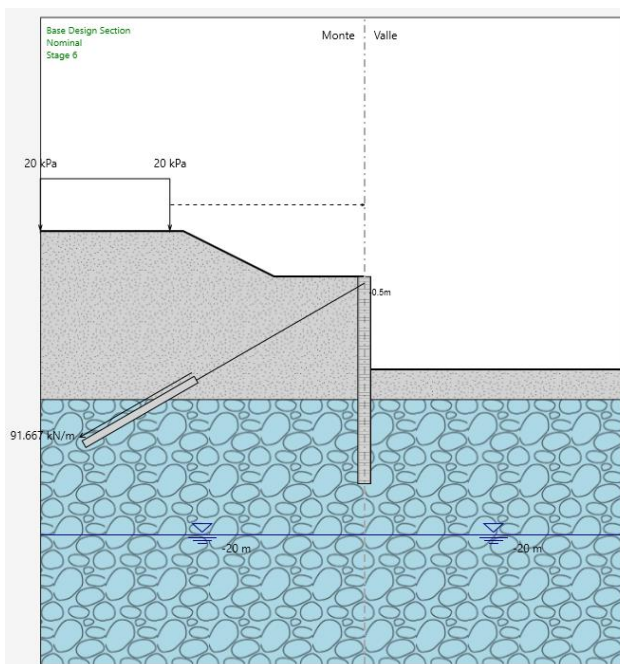 Base Design Section
Nominal
Stage 6
Monte Valle
20 kPa 20 kPa
-0.5m
91.667 kN/m
-20 m -20 m